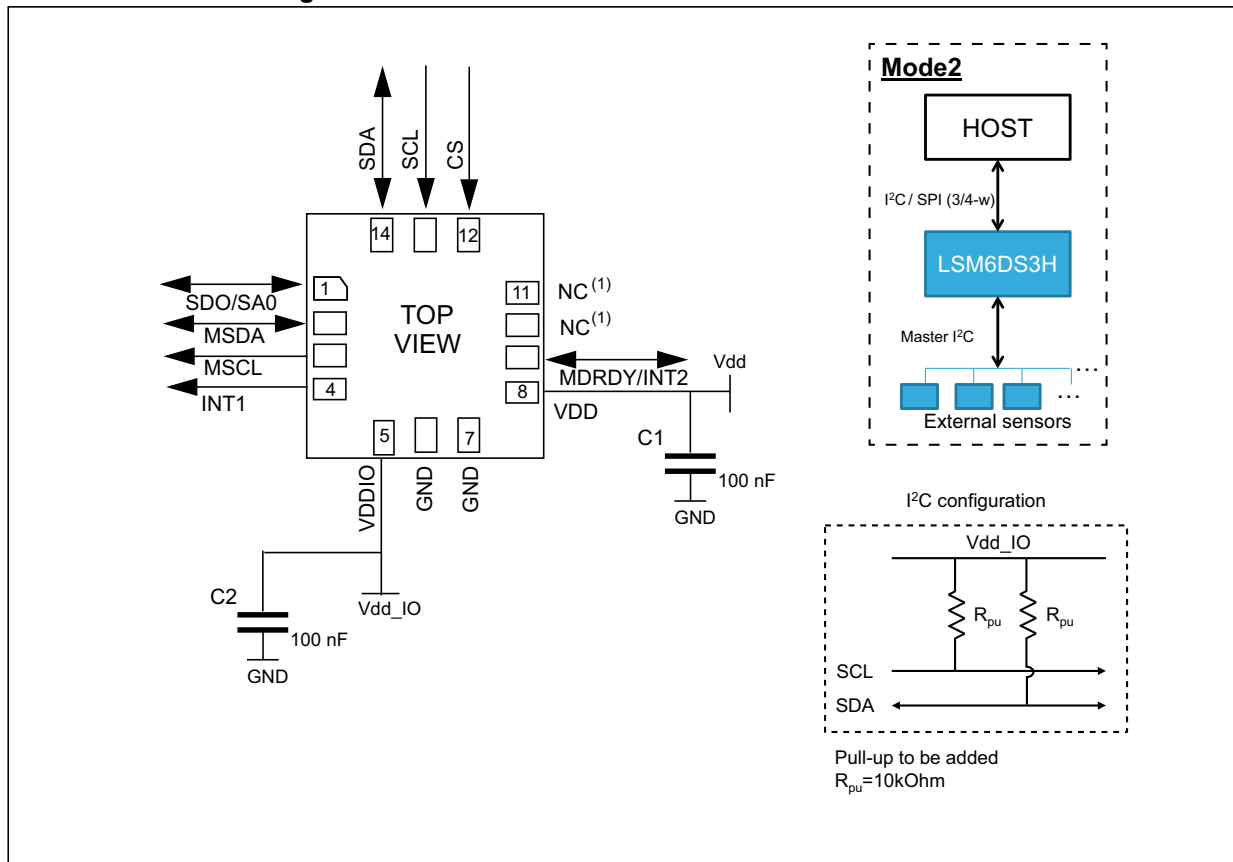 g
SDA
SCL
CS
14
12
1
11
NC(1)
SDO/SA0
TOP
VIEW
NC(1)
MSDA
MSCL
MDRDY/INT2
Vdd
4
8
INT1
VDD
5
7
C1
100 nF
GND
VDDIO
GND
GND
C2
Vdd_IO
100 nF
GND
Mode2
HOST
I2C / SPI (3/4-w)
LSM6DS3H
Master I2C
...
...
External sensors
I2C configuration
Vdd_IO
Rpu
Rpu
SCL
SDA
Pull-up to be added
Rpu=10kOhm